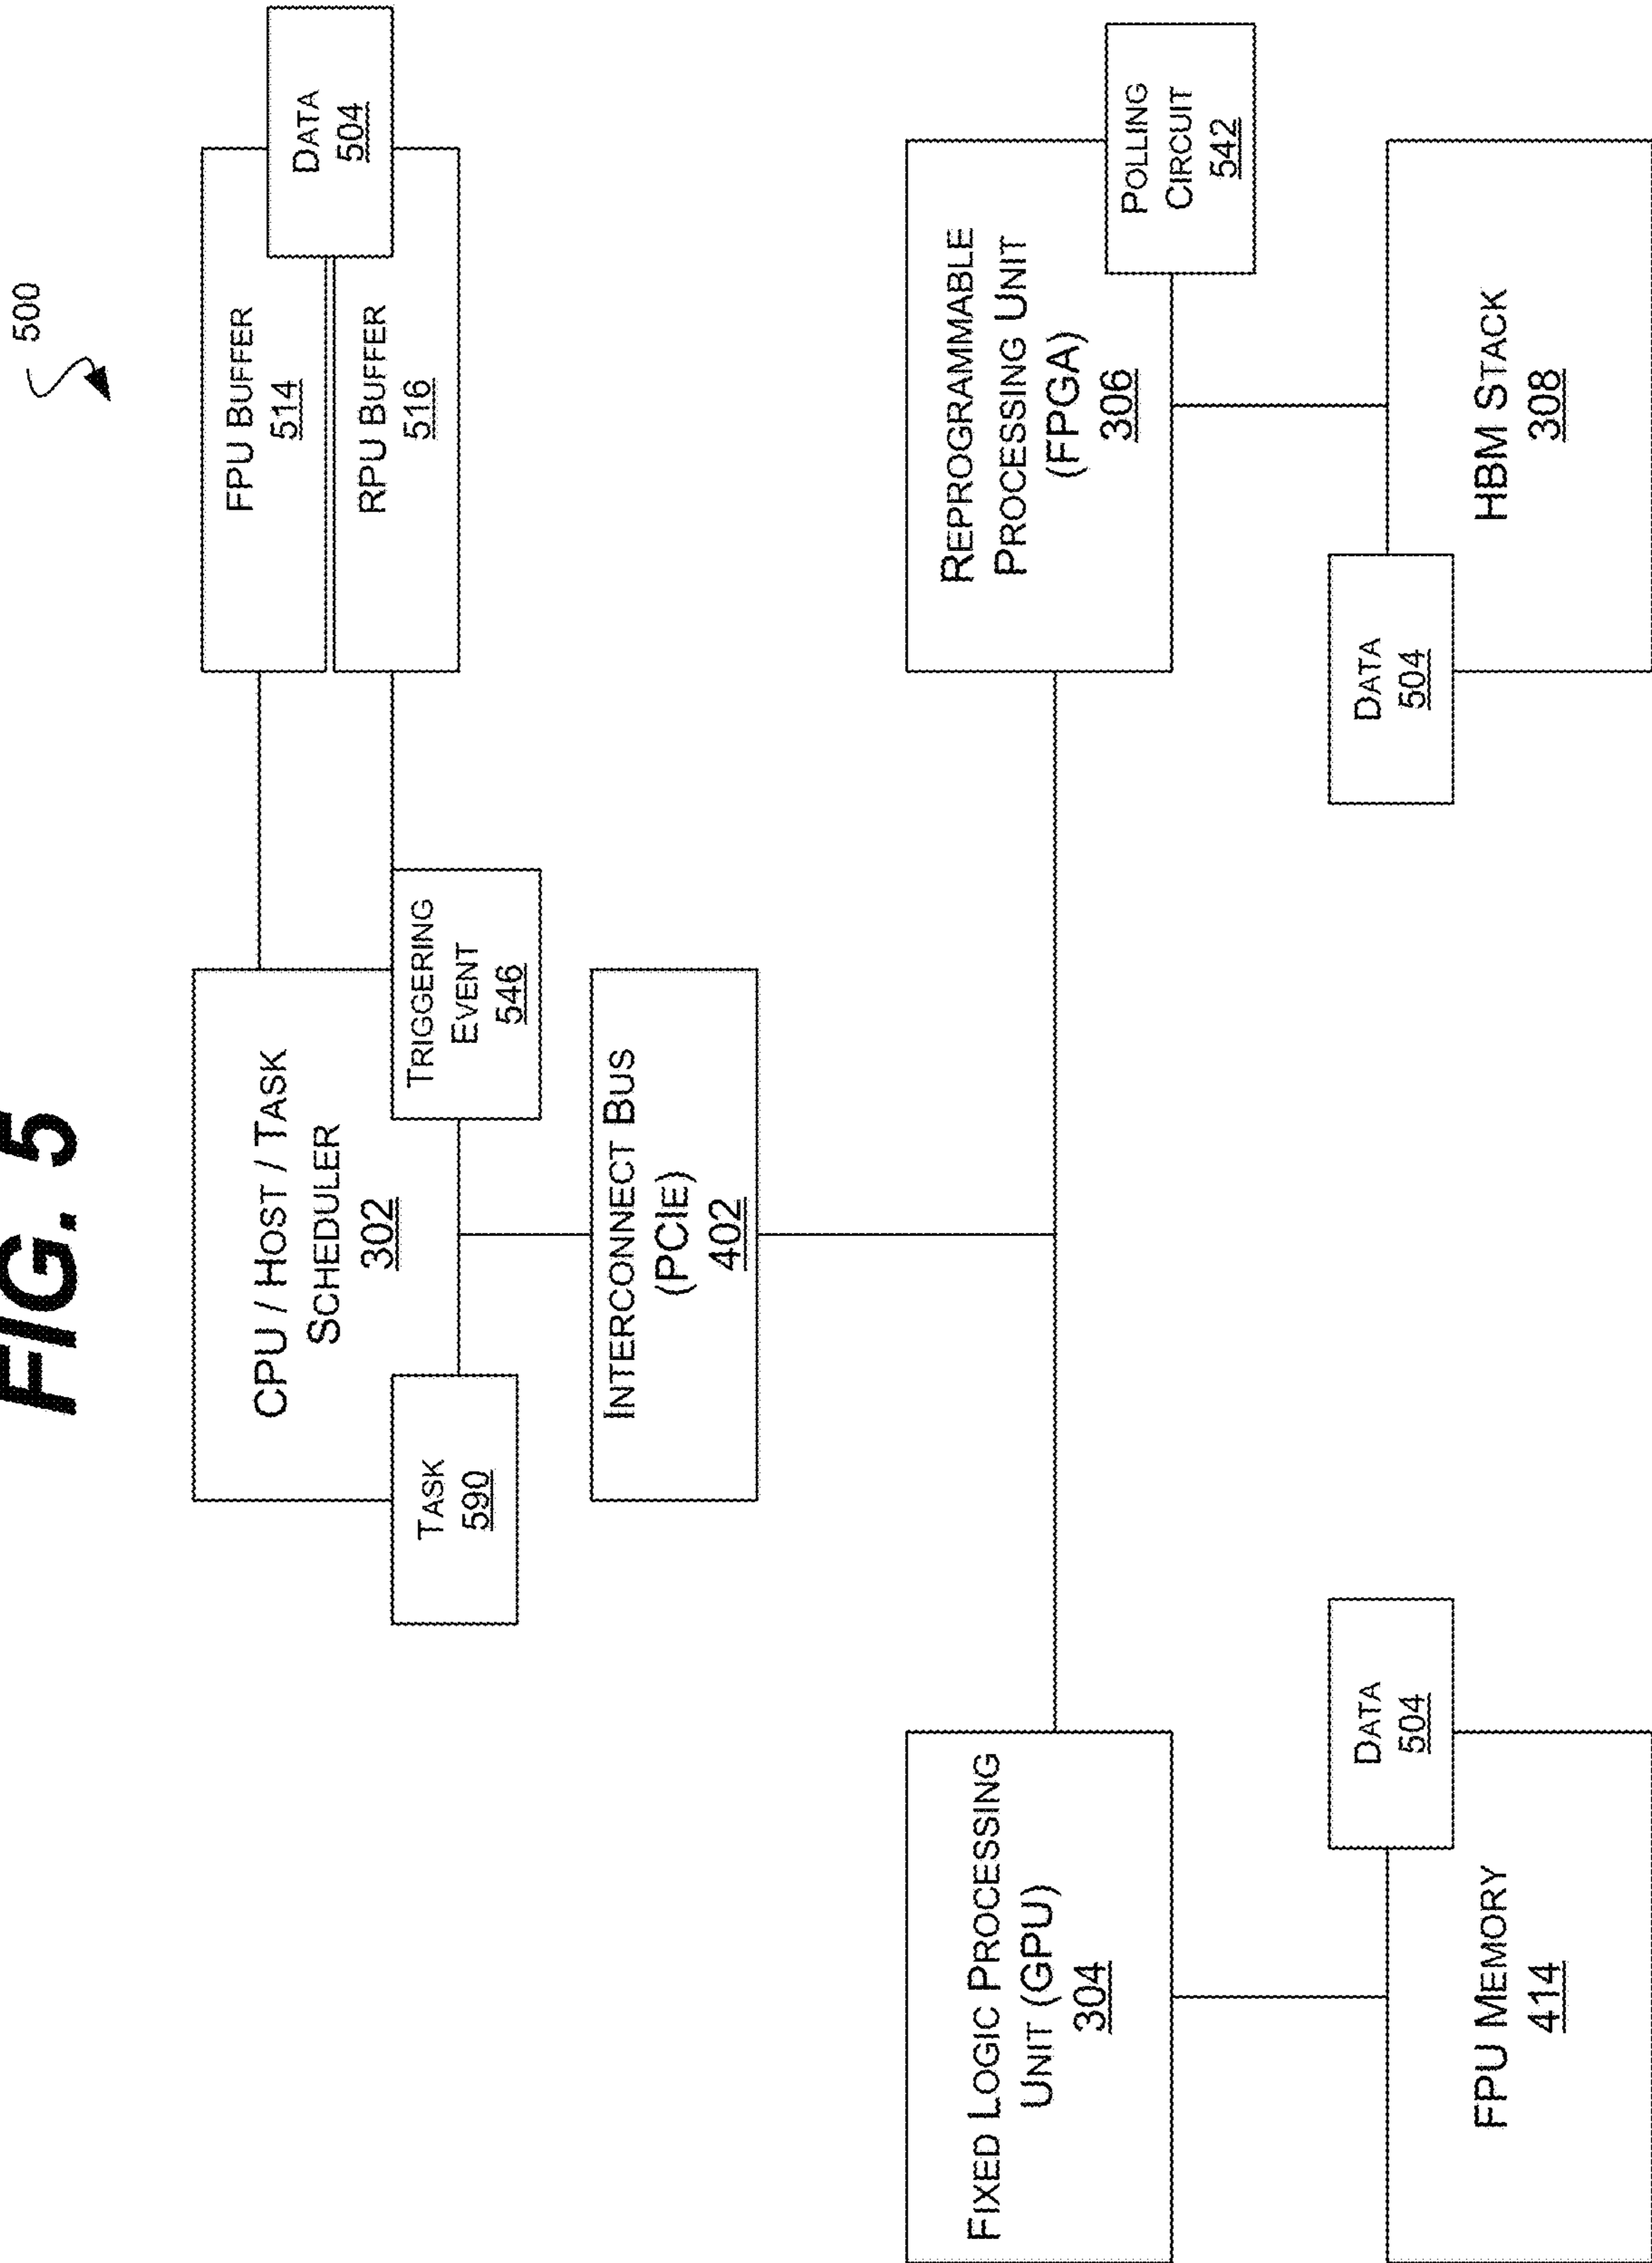 FIG. 5
500
CPU / HOST / TASK
SCHEDULER
302
TASK
590
TRIGGERING
EVENT
546
FPU BUFFER
514
RPU BUFFER
516
DATA
504
INTERCONNECT BUS
(PCIE)
402
FIXED LOGIC PROCESSING
UNIT (GPU)
304
REPROGRAMMABLE
PROCESSING UNIT
(FPGA)
306
POLLING
CIRCUIT
542
FPU MEMORY
414
DATA
504
DATA
504
HBM STACK
308